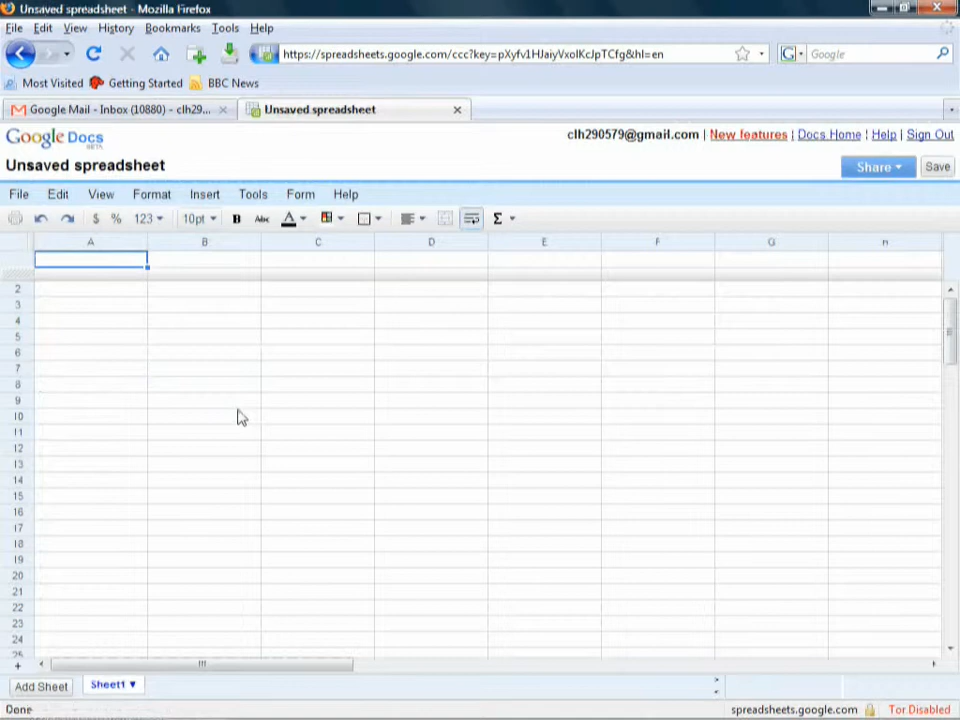 Unsaved spreadsheet - Mozilla Firefox
File Edit View History Bookmarks Tools Help
https://spreadsheets.google.com/ccc?key=pXyfv1HJaiyVxolKcJpTCfg&hl=en
G Google
Most Visited Getting Started BBC News
Google Mail - Inbox (10880) - clh29... Unsaved spreadsheet
Google Docs BETA
clh290579@gmail.com | New features | Docs Home | Help | Sign Out
Unsaved spreadsheet
Share Save
File Edit View Format Insert Tools Form Help
$ % 123 10pt B Abc A Σ
A B C D E F G H
2
3
4
5
6
7
8
9
10
11
12
13
14
15
16
17
18
19
20
21
22
23
24
25
+
Add Sheet Sheet1
Done
spreadsheets.google.com Tor Disabled